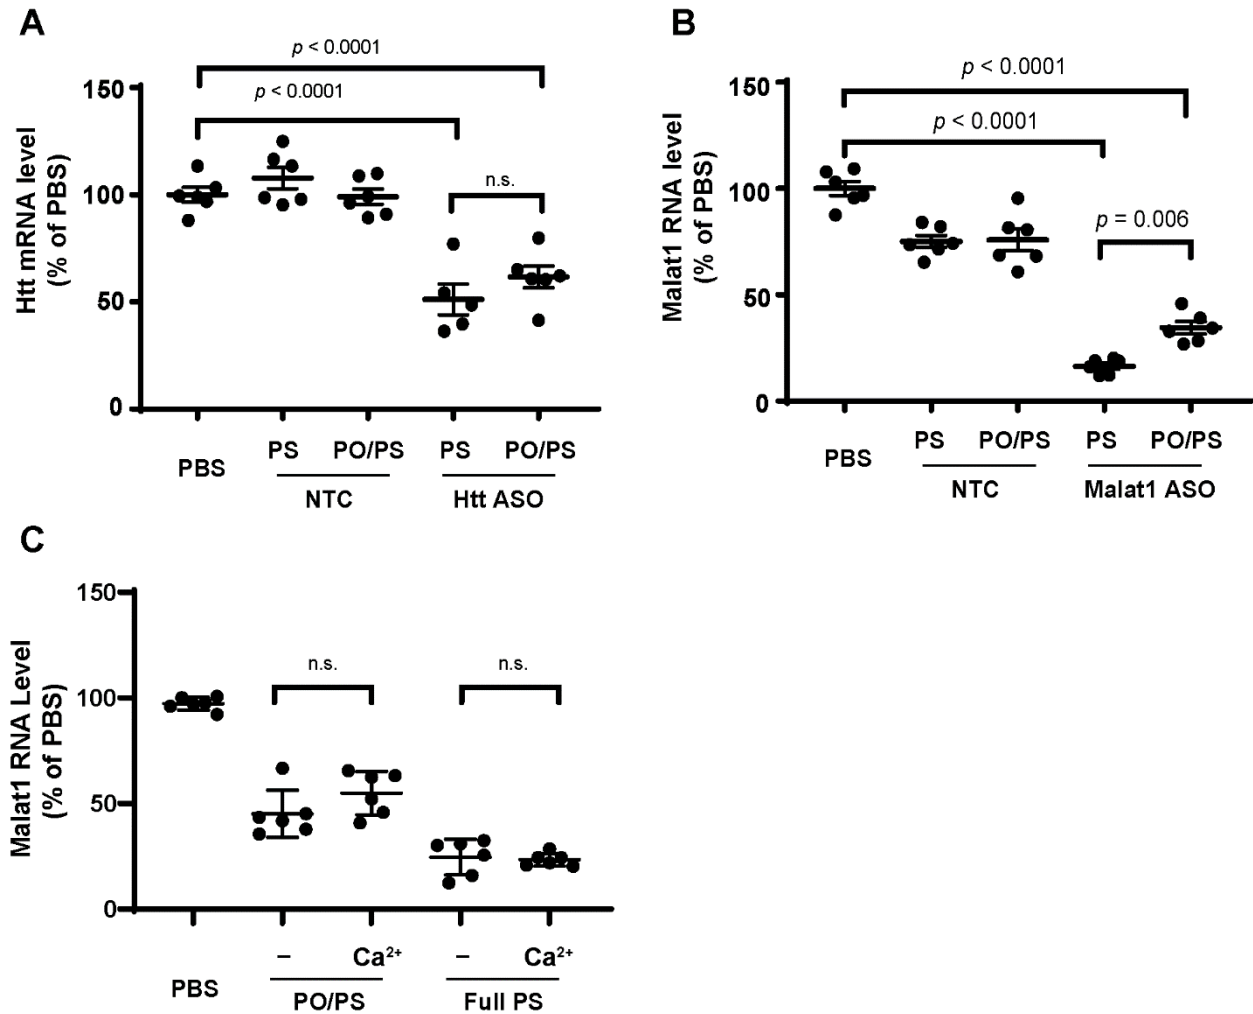 A
p < 0.0001
p < 0.0001
n.s.
150
100
50
0
Htt mRNA level
(% of PBS)
PBS
PS
PO/PS
PS
PO/PS
NTC
Htt ASO
B
p < 0.0001
p < 0.0001
p = 0.006
150
100
50
0
Malat1 RNA level
(% of PBS)
PBS
PS
PO/PS
PS
PO/PS
NTC
Malat1 ASO
C
n.s.
n.s.
150
100
50
0
Malat1 RNA Level
(% of PBS)
PBS
–
Ca²⁺
–
Ca²⁺
PO/PS
Full PS